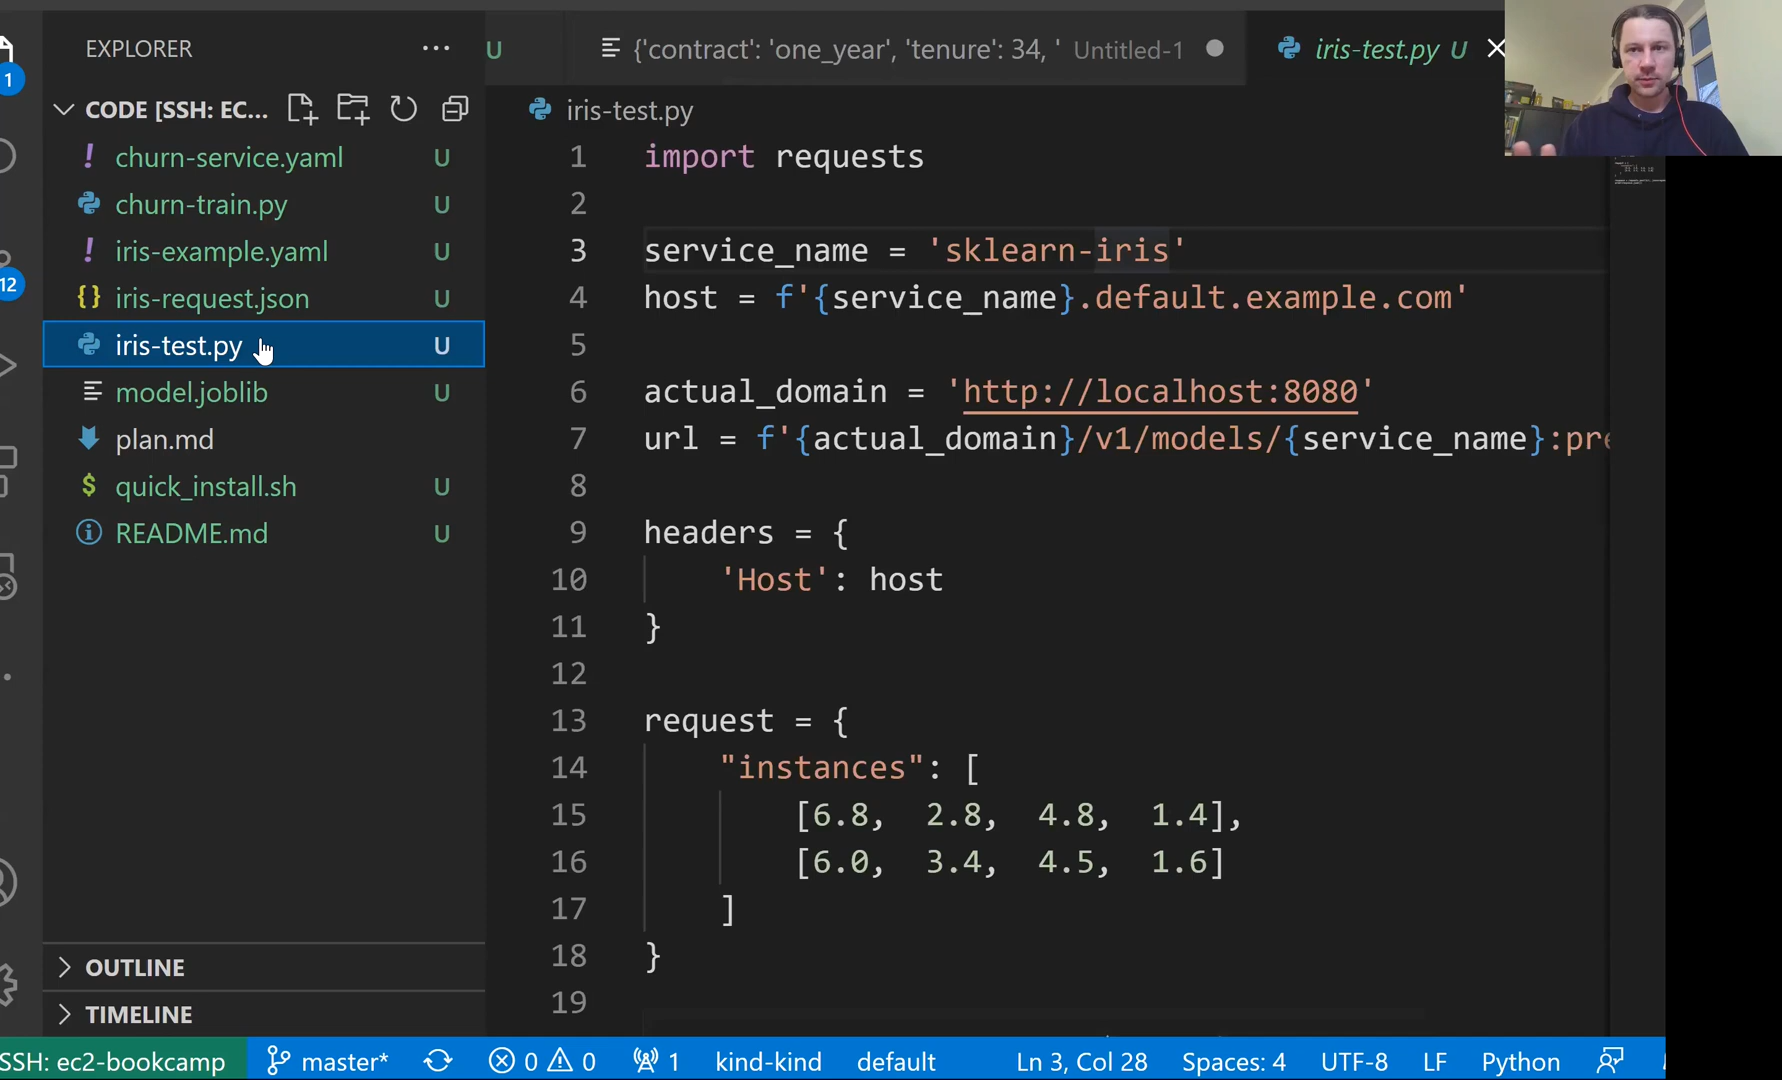 EXPLORER
CODE [SSH: EC...
churn-service.yaml U
churn-train.py U
iris-example.yaml U
iris-request.json U
iris-test.py U
model.joblib U
plan.md
quick_install.sh U
README.md U
OUTLINE
TIMELINE
1
12
U
{'contract': 'one_year', 'tenure': 34, ' Untitled-1
iris-test.py U
iris-test.py
1 import requests
2
3 service_name = 'sklearn-iris'
4 host = f'{service_name}.default.example.com'
5
6 actual_domain = 'http://localhost:8080'
7 url = f'{actual_domain}/v1/models/{service_name}:pre
8
9 headers = {
10 'Host': host
11 }
12
13 request = {
14 "instances": [
15 [6.8, 2.8, 4.8, 1.4],
16 [6.0, 3.4, 4.5, 1.6]
17 ]
18 }
19
SSH: ec2-bookcamp master* 0 0 1 kind-kind default Ln 3, Col 28 Spaces: 4 UTF-8 LF Python